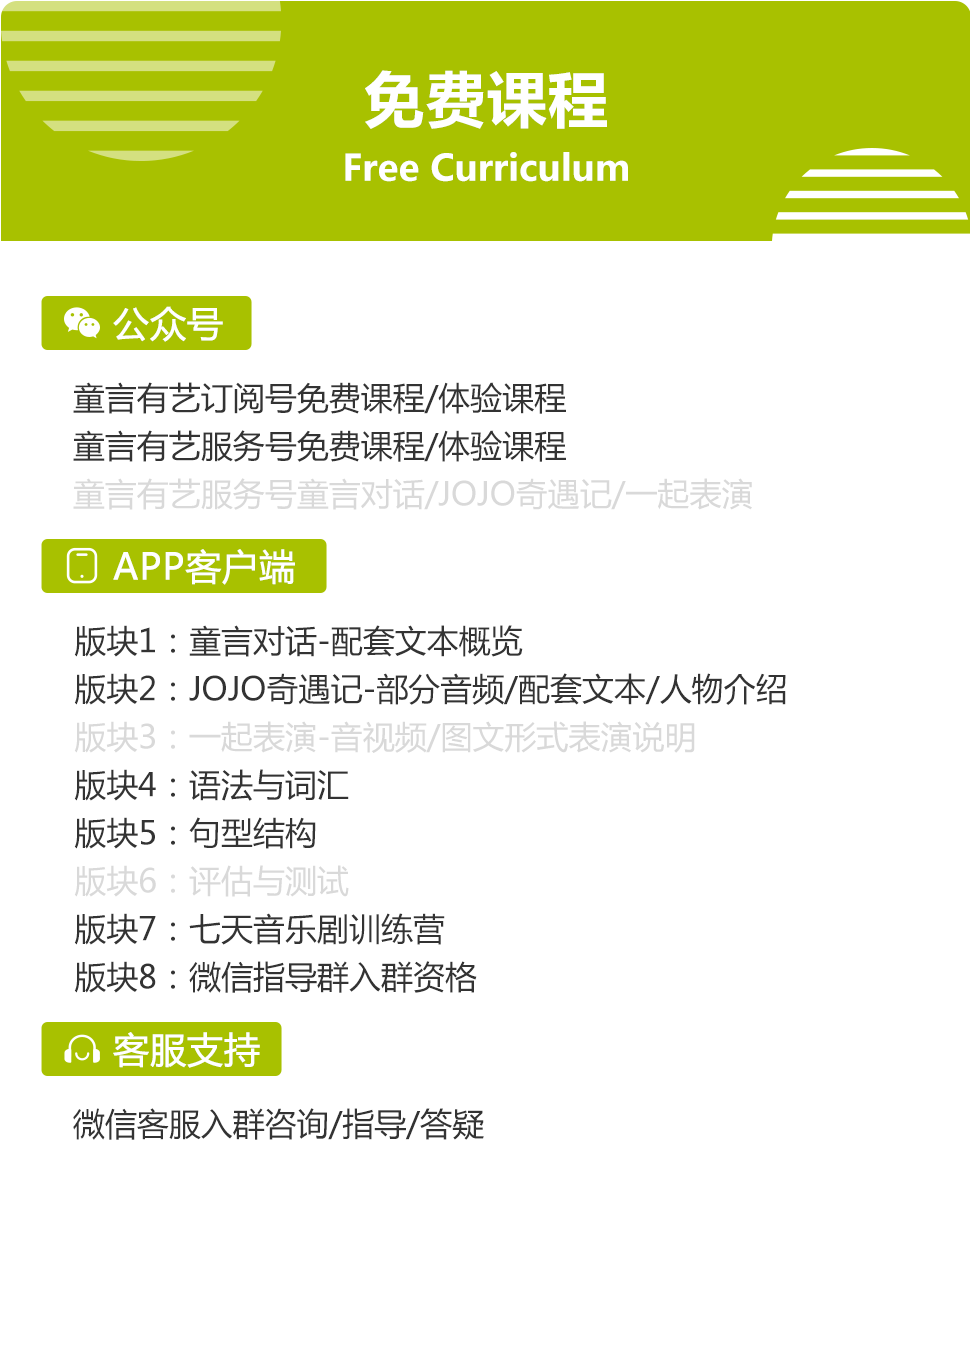 免费课程
Free Curriculum
公众号
童言有艺订阅号免费课程/体验课程
童言有艺服务号免费课程/体验课程
童言有艺服务号童言对话/JOJO奇遇记/一起表演
APP客户端
版块1：童言对话-配套文本概览
版块2：JOJO奇遇记-部分音频/配套文本/人物介绍
版块3：一起表演-音视频/图文形式表演说明
版块4：语法与词汇
版块5：句型结构
版块6：评估与测试
版块7：七天音乐剧训练营
版块8：微信指导群入群资格
客服支持
微信客服入群咨询/指导/答疑